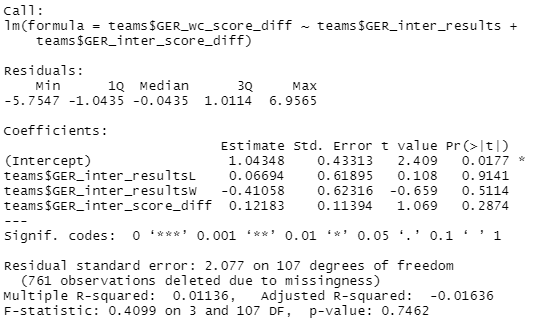 Call:
lm(formula = teams$GER_wc_score_diff ~ teams$GER_inter_results +
    teams$GER_inter_score_diff)
Residuals:
    Min      1Q  Median      3Q     Max
-5.7547 -1.0435 -0.0435  1.0114  6.9565
Coefficients:
                           Estimate Std. Error t value Pr(>|t|)
(Intercept)                 1.04348    0.43313   2.409   0.0177 *
teams$GER_inter_resultsL    0.06694    0.61895   0.108   0.9141
teams$GER_inter_resultsW   -0.41058    0.62316  -0.659   0.5114
teams$GER_inter_score_diff  0.12183    0.11394   1.069   0.2874
---
Signif. codes:  0 ‘***’ 0.001 ‘**’ 0.01 ‘*’ 0.05 ‘.’ 0.1 ‘ ’ 1
Residual standard error: 2.077 on 107 degrees of freedom
  (761 observations deleted due to missingness)
Multiple R-squared:  0.01136,   Adjusted R-squared:  -0.01636
F-statistic: 0.4099 on 3 and 107 DF,  p-value: 0.7462